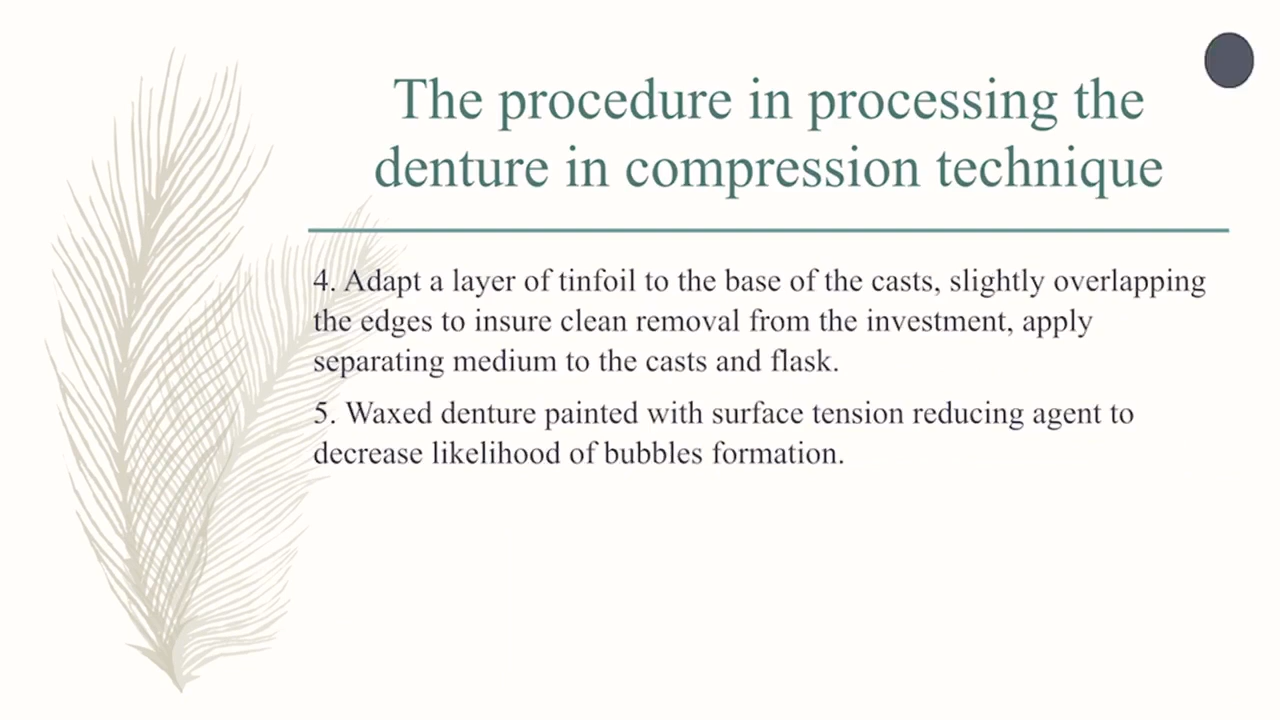 The procedure in processing the
denture in compression technique
4. Adapt a layer of tinfoil to the base of the casts, slightly overlapping
the edges to insure clean removal from the investment, apply
separating medium to the casts and flask.
5. Waxed denture painted with surface tension reducing agent to
decrease likelihood of bubbles formation.